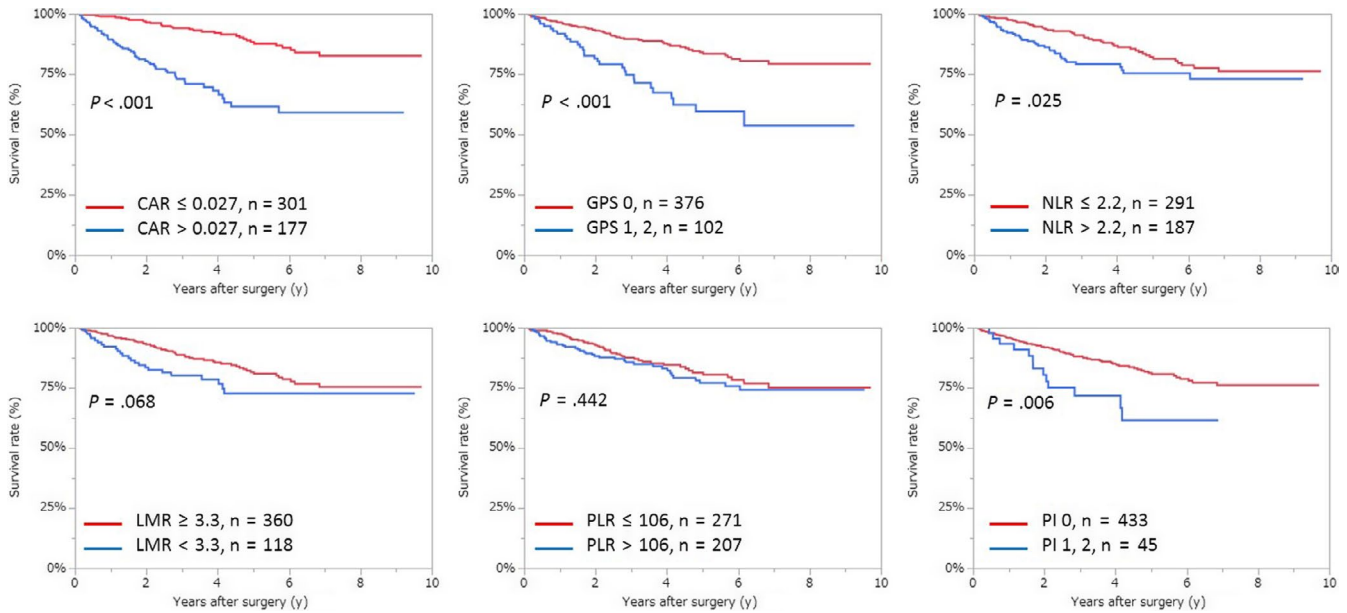 100%
75%
50%
25%
0%
Survival rate (%)
P < .001
CAR ≤ 0.027, n = 301
CAR > 0.027, n = 177
0 2 4 6 8 10
Years after surgery (y)
100%
75%
50%
25%
0%
Survival rate (%)
P < .001
GPS 0, n = 376
GPS 1, 2, n = 102
0 2 4 6 8 10
Years after surgery (y)
100%
75%
50%
25%
0%
Survival rate (%)
P = .025
NLR ≤ 2.2, n = 291
NLR > 2.2, n = 187
0 2 4 6 8 10
Years after surgery (y)
100%
75%
50%
25%
0%
Survival rate (%)
P = .068
LMR ≥ 3.3, n = 360
LMR < 3.3, n = 118
0 2 4 6 8 10
Years after surgery (y)
100%
75%
50%
25%
0%
Survival rate (%)
P = .442
PLR ≤ 106, n = 271
PLR > 106, n = 207
0 2 4 6 8 10
Years after surgery (y)
100%
75%
50%
25%
0%
Survival rate (%)
P = .006
PI 0, n = 433
PI 1, 2, n = 45
0 2 4 6 8 10
Years after surgery (y)